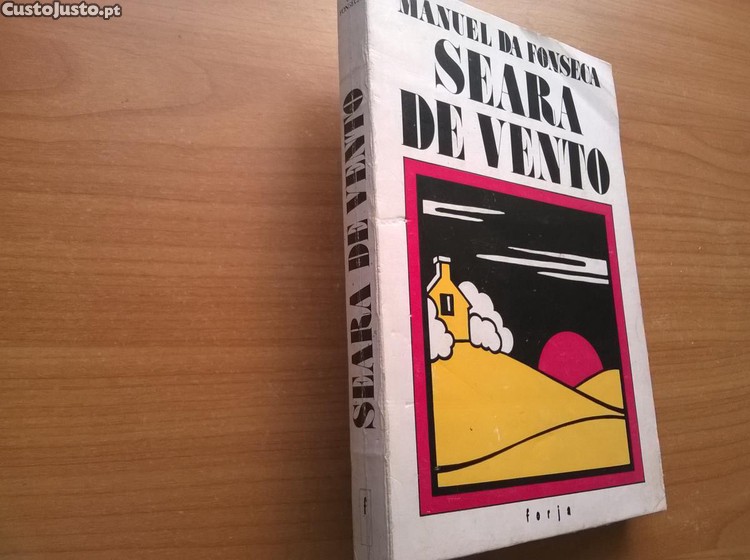 CustoJusto.pt
MANUEL DA FONSECA
SEARA
DE VENTO
forja
SEARA DE VENTO
f